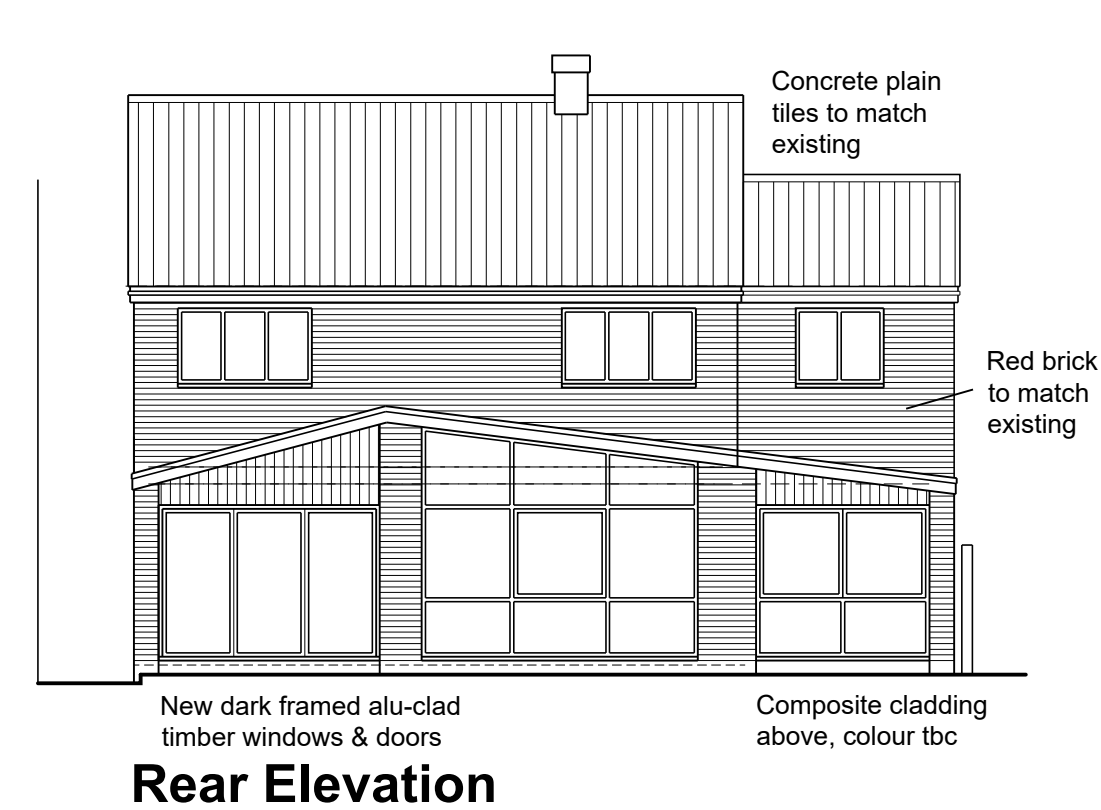 Concrete plain
tiles to match
existing
Red brick
to match
existing
New dark framed alu-clad
timber windows & doors
Composite cladding
above, colour tbc
Rear Elevation